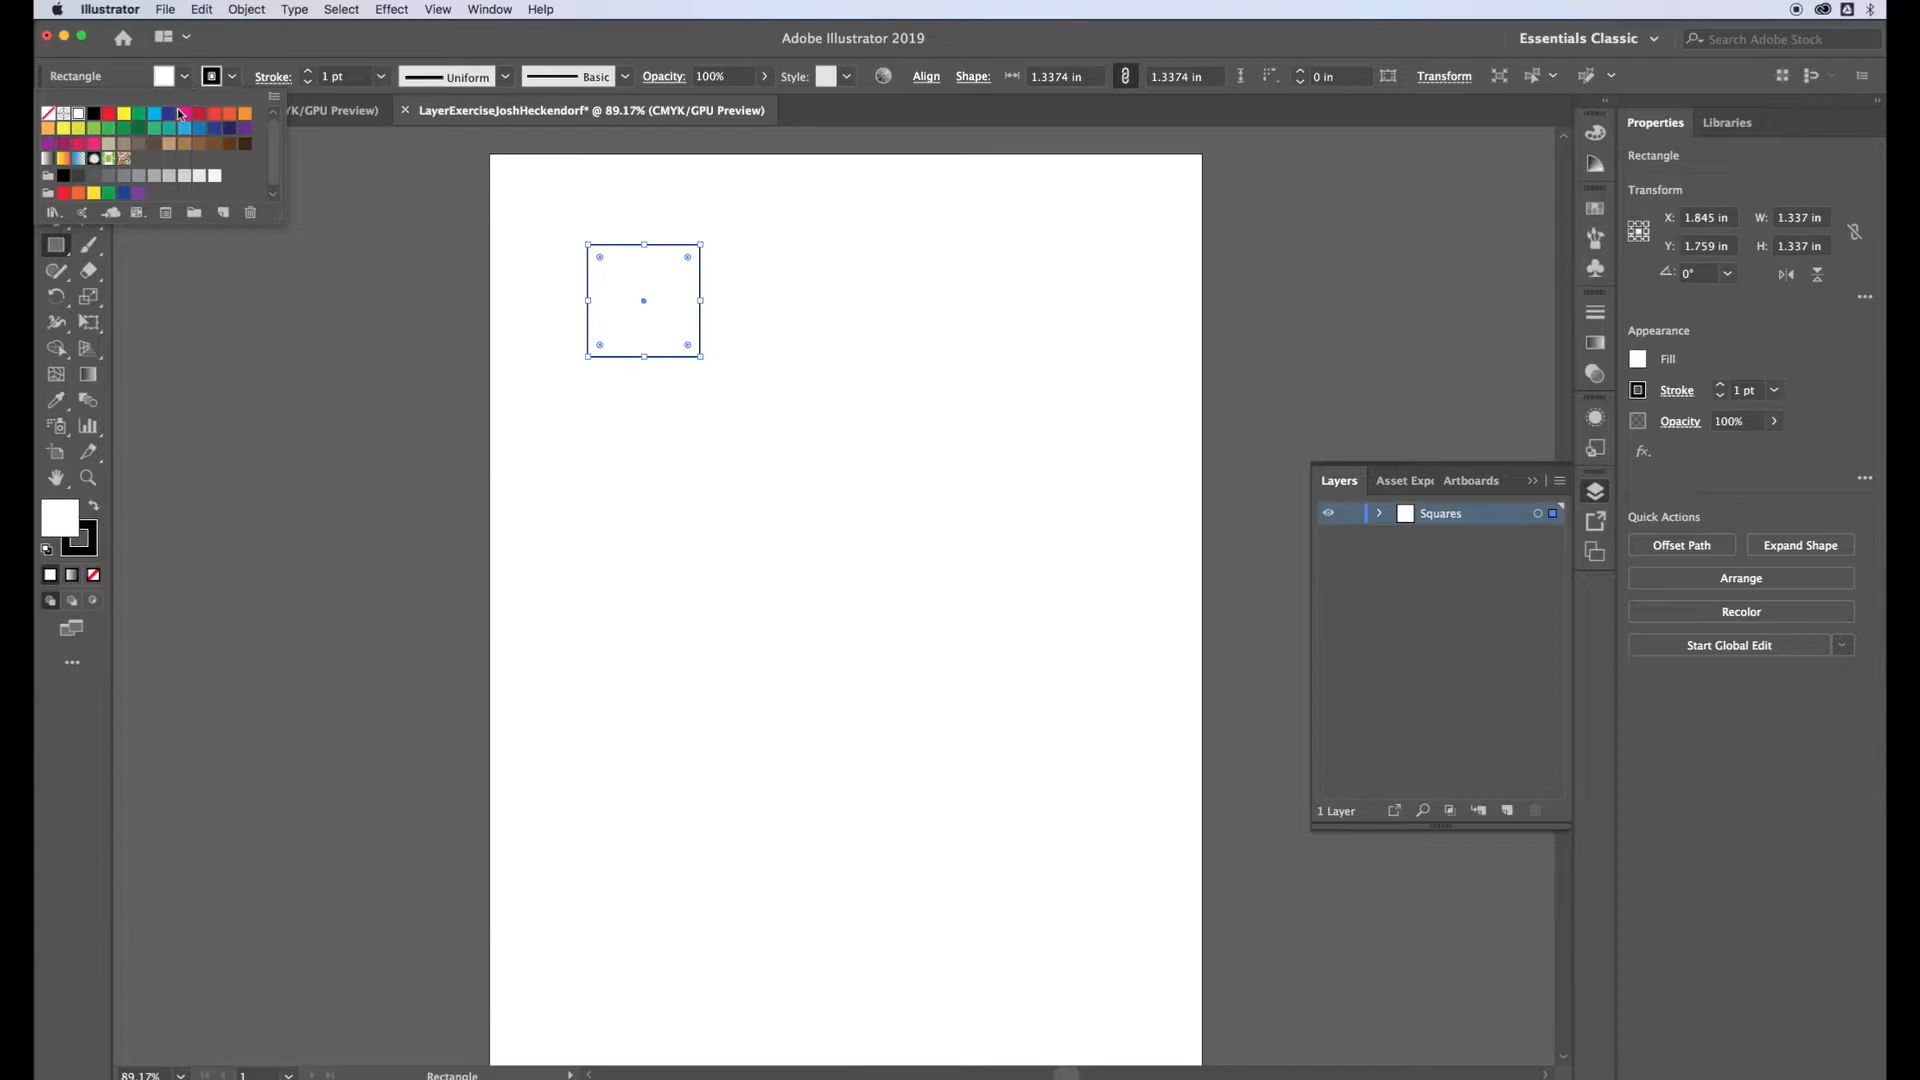 Illustrator File Edit Object Type Select Effect View Window Help
Adobe Illustrator 2019
Essentials Classic
Search Adobe Stock
Rectangle
Stroke: 1 pt
Uniform
Basic
Opacity: 100%
Style:
Align
Shape: 1.3374 in
1.3374 in
0 in
Transform
YK/GPU Preview)
× LayerExerciseJoshHeckendorf* @ 89.17% (CMYK/GPU Preview)
Properties Libraries
Rectangle
Transform
X: 1.845 in W: 1.337 in
Y: 1.759 in H: 1.337 in
0°
Appearance
Fill
Stroke 1 pt
Opacity 100%
fx.
Quick Actions
Offset Path Expand Shape
Arrange
Recolor
Start Global Edit
Layers Asset Expo Artboards
Squares
1 Layer
89.17% 1 Rectangle